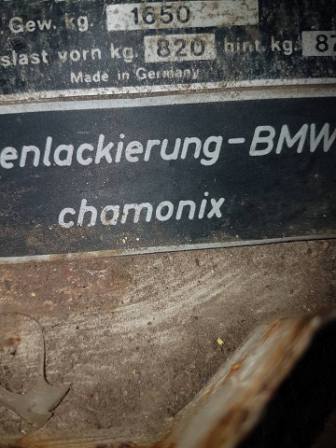 Gew. kg. 1650
slast vorn kg. 820 hint. kg. 87
Made in Germany
enlackierung-BMW
chamonix